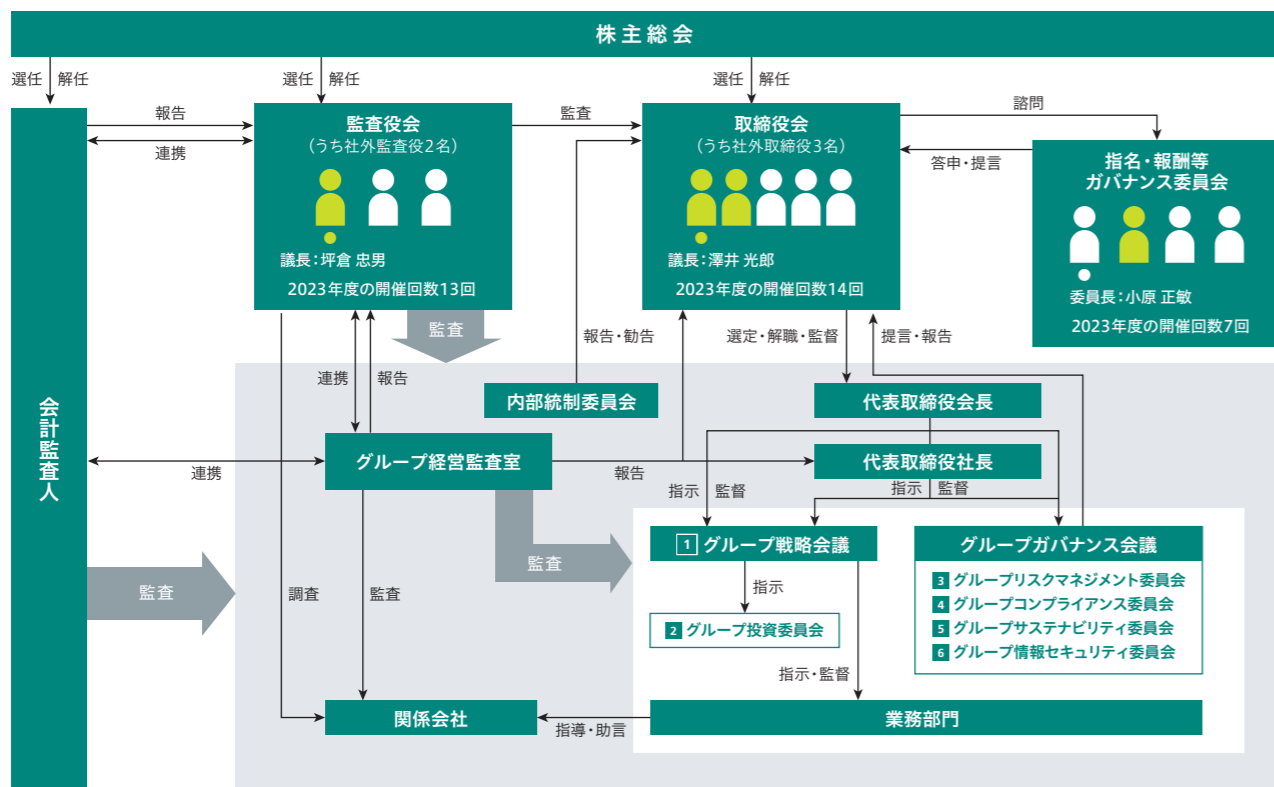 株主総会
選任 解任
選任 解任
選任 解任
報告
連携
監査役会
(うち社外監査役2名)
議長：坪倉 忠男
2023年度の開催回数13回
監査
取締役会
(うち社外取締役3名)
議長：澤井 光郎
2023年度の開催回数14回
諮問
答申・提言
指名・報酬等
ガバナンス委員会
委員長：小原 正敏
2023年度の開催回数7回
会計監査人
監査
連携 報告
報告・勧告
選定・解職・監督
提言・報告
内部統制委員会
代表取締役会長
グループ経営監査室
連携
報告
代表取締役社長
指示 監督
指示 監督
1 グループ戦略会議
グループガバナンス会議
監査
監査
調査
監査
指示
2 グループ投資委員会
3 グループリスクマネジメント委員会
4 グループコンプライアンス委員会
5 グループサステナビリティ委員会
6 グループ情報セキュリティ委員会
指示・監督
関係会社
指導・助言
業務部門